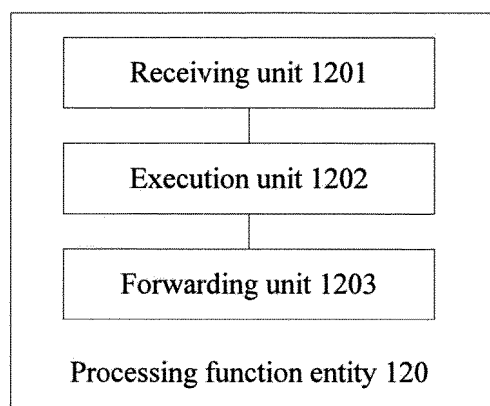 Receiving unit 1201
Execution unit 1202
Forwarding unit 1203
Processing function entity 120